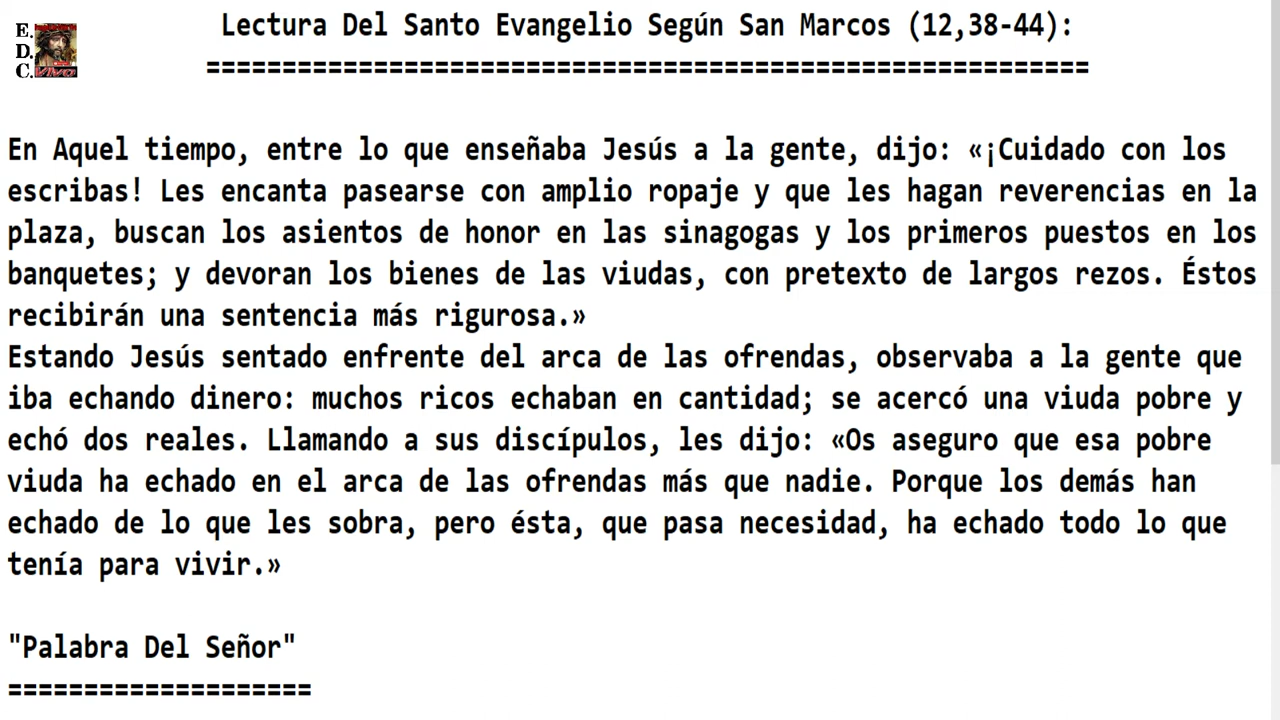 Lectura Del Santo Evangelio Según San Marcos (12,38-44):
==========================================================
E.
D.
C. Vivo
En Aquel tiempo, entre lo que enseñaba Jesús a la gente, dijo: «¡Cuidado con los
escribas! Les encanta pasearse con amplio ropaje y que les hagan reverencias en la
plaza, buscan los asientos de honor en las sinagogas y los primeros puestos en los
banquetes; y devoran los bienes de las viudas, con pretexto de largos rezos. Éstos
recibirán una sentencia más rigurosa.»
Estando Jesús sentado enfrente del arca de las ofrendas, observaba a la gente que
iba echando dinero: muchos ricos echaban en cantidad; se acercó una viuda pobre y
echó dos reales. Llamando a sus discípulos, les dijo: «Os aseguro que esa pobre
viuda ha echado en el arca de las ofrendas más que nadie. Porque los demás han
echado de lo que les sobra, pero ésta, que pasa necesidad, ha echado todo lo que
tenía para vivir.»
"Palabra Del Señor"
====================